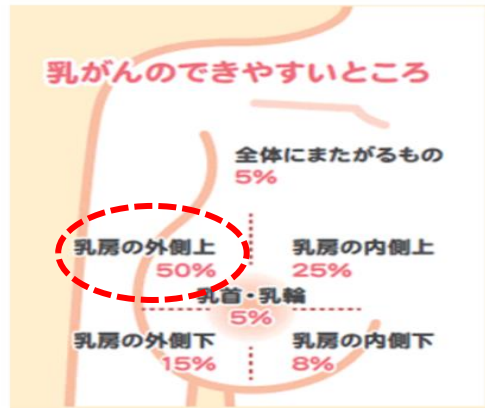 乳がんのできやすいところ
全体にまたがるもの
5%
乳房の外側上
50%
乳房の内側上
25%
乳首・乳輪
5%
乳房の外側下
15%
乳房の内側下
8%